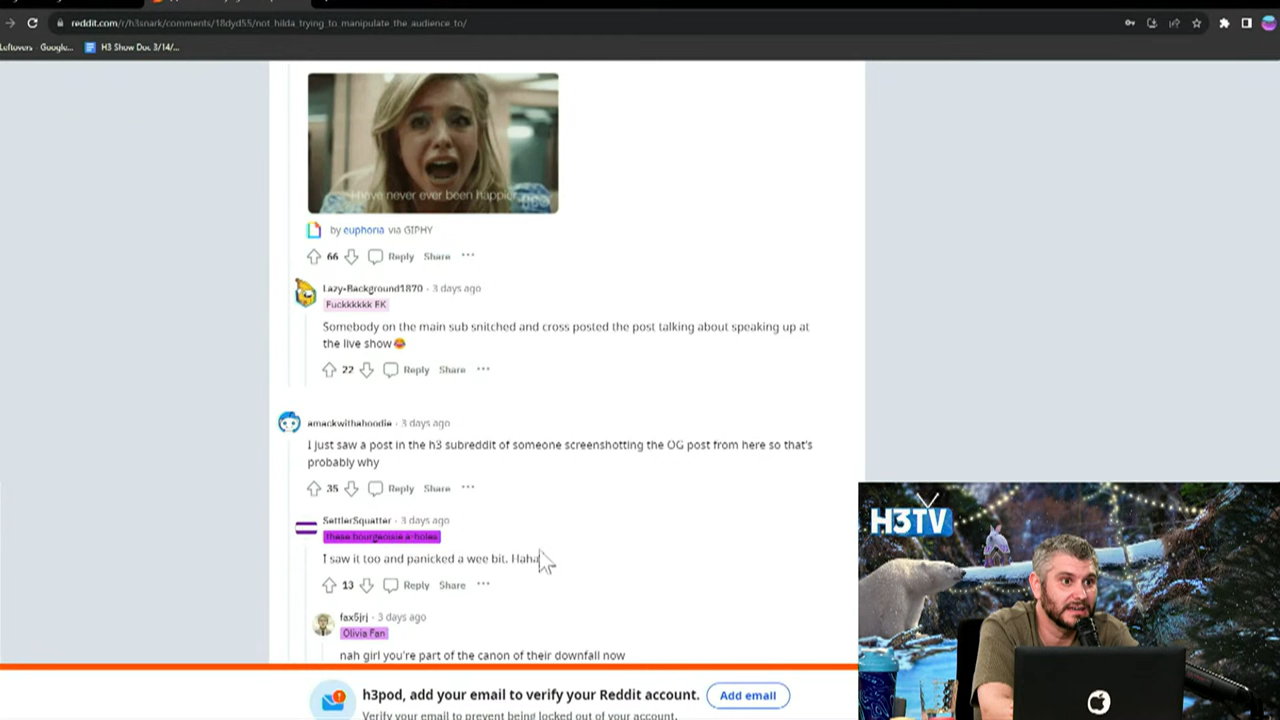 reddit.com/r/h3snark/comments/18dyd55/not_hilda_trying_to_manipulate_the_audience_to/
Leftovers - Google...
H3 Show Doc 3/14/...
I have never ever been happier.
by euphoria via GIPHY
66 Reply Share ...
Lazy-Background1870 · 3 days ago
Fuckkkkkk EK
Somebody on the main sub snitched and cross posted the post talking about speaking up at
the live show😂
22 Reply Share ...
amackwithahoodie · 3 days ago
I just saw a post in the h3 subreddit of someone screenshotting the OG post from here so that's
probably why
35 Reply Share ...
SettlerSquatter · 3 days ago
these bourgeousie a-holes
I saw it too and panicked a wee bit. Haha
13 Reply Share ...
fax5jrj · 3 days ago
Olivia Fan
nah girl you're part of the canon of their downfall now
h3pod, add your email to verify your Reddit account.
Add email
Verify your email to prevent being locked out of your account.
H3TV